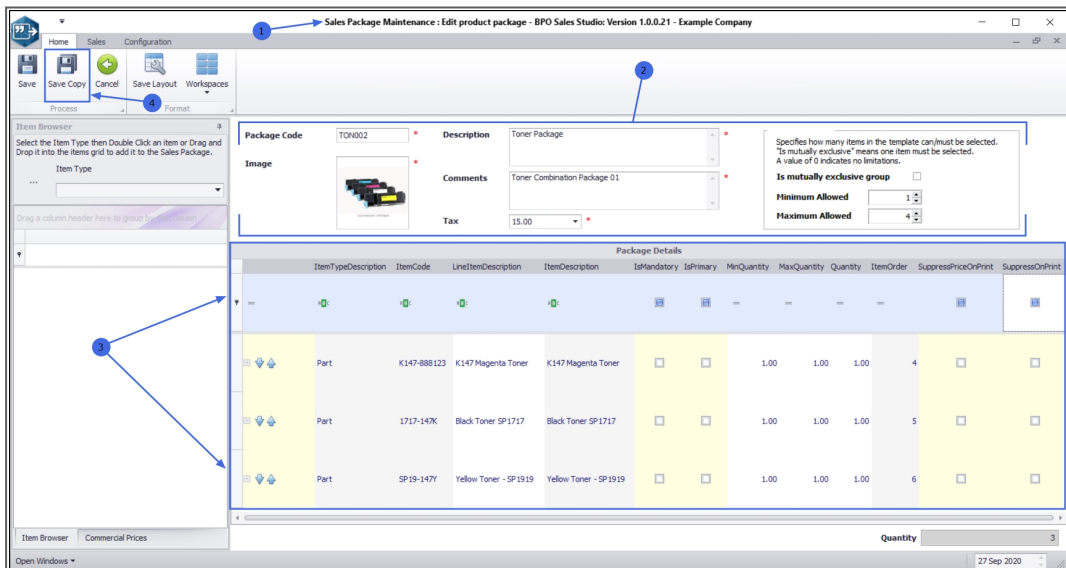 Sales Package Maintenance : Edit product package - BPO Sales Studio: Version 1.0.0.21 - Example Company
1
Home Sales Configuration
Save Save Copy Cancel Save Layout Workspaces
Process Format
4
2
Item Browser
Select the Item Type then Double Click an item or Drag and
Drop it into the items grid to add it to the Sales Package.
Item Type
...
Drag a column header here to group by that column
Package Code TON002 *
Image *
Description Toner Package *
Comments Toner Combination Package 01 *
Tax 15.00 *
Specifies how many items in the template can/must be selected.
"Is mutually exclusive" means one item must be selected.
A value of 0 indicates no limitations.
Is mutually exclusive group
Minimum Allowed 1
Maximum Allowed 4
Package Details
ItemTypeDescription ItemCode LineItemDescription ItemDescription IsMandatory IsPrimary MinQuantity MaxQuantity Quantity ItemOrder SuppressPriceOnPrint SuppressOnPrint
= = = = =
3
Part K147-888123 K147 Magenta Toner K147 Magenta Toner 1.00 1.00 1.00 4
Part 1717-147K Black Toner SP1717 Black Toner SP1717 1.00 1.00 1.00 5
Part SP19-147Y Yellow Toner - SP1919 Yellow Toner - SP1919 1.00 1.00 1.00 6
Item Browser Commercial Prices
Quantity 3
Open Windows
27 Sep 2020